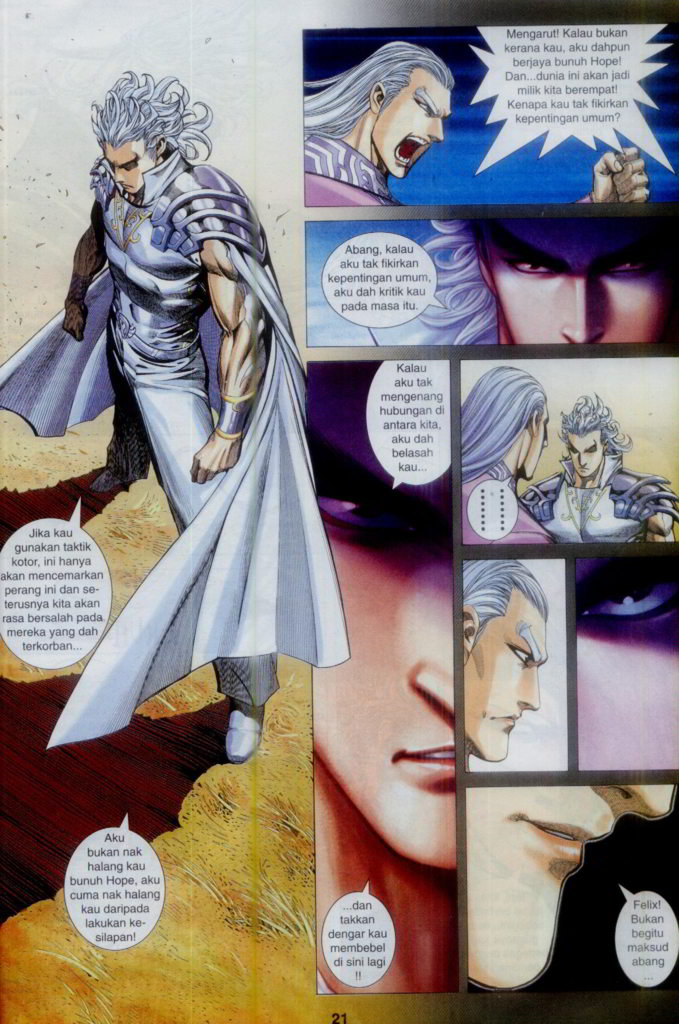 Mengarut! Kalau bukan
kerana kau, aku dahpun
berjaya bunuh Hope!
Dan...dunia ini akan jadi
milik kita berempat!
Kenapa kau tak fikirkan
kepentingan umum?
Abang, kalau
aku tak fikirkan
kepentingan umum,
aku dah kritik kau
pada masa itu.
Kalau
aku tak
mengenang
hubungan di
antara kita,
aku dah
belasah
kau...
Jika kau
gunakan taktik
kotor, ini hanya
akan mencemarkan
perang ini dan se-
terusnya kita akan
rasa bersalah pada
mereka yang dah
terkorban...
Aku
bukan nak
halang kau
bunuh Hope, aku
cuma nak halang
kau daripada
lakukan ke-
silapan!
...dan
takkan
dengar kau
membebel
di sini lagi
!!
Felix!
Bukan
begitu
maksud
abang
...
21